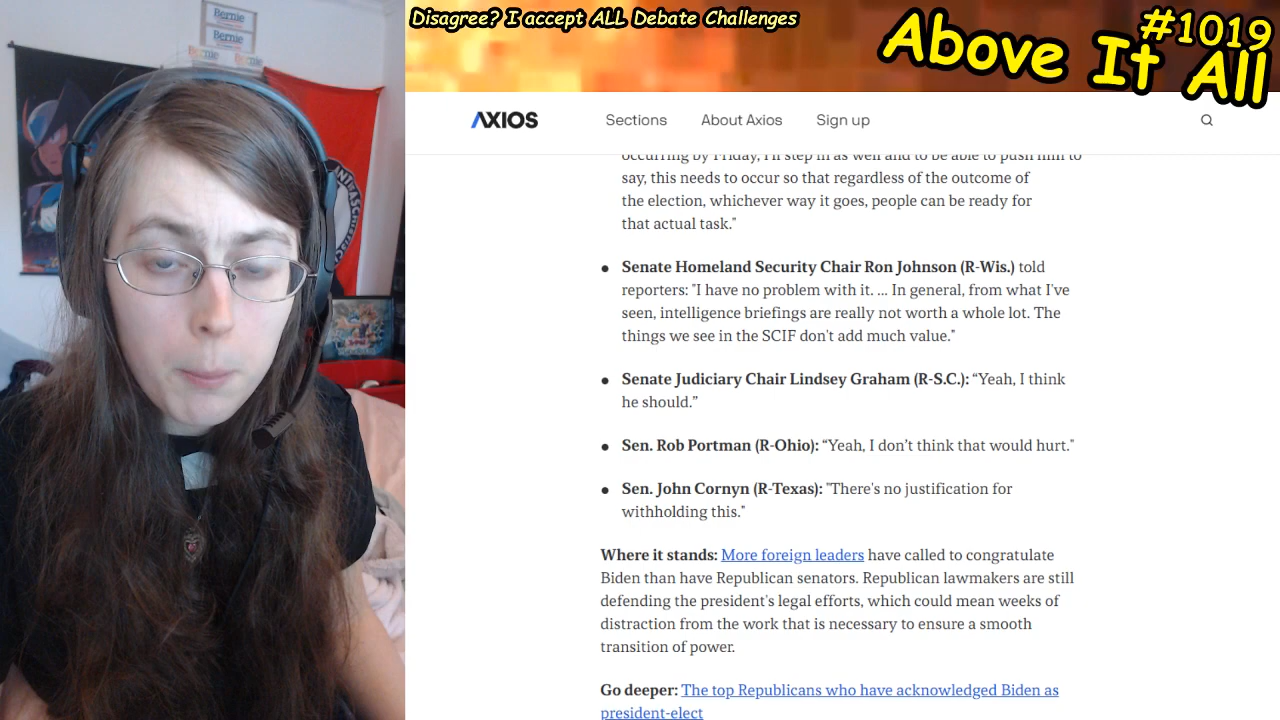 Bernie
Bernie
Bernie
Disagree? I accept ALL Debate Challenges
#1019
Above It All
AXIOS
Sections
About Axios
Sign up
occurring by Friday, I'll step in as well and to be able to push him to
say, this needs to occur so that regardless of the outcome of
the election, whichever way it goes, people can be ready for
that actual task."
● Senate Homeland Security Chair Ron Johnson (R-Wis.) told
reporters: "I have no problem with it. ... In general, from what I've
seen, intelligence briefings are really not worth a whole lot. The
things we see in the SCIF don't add much value."
● Senate Judiciary Chair Lindsey Graham (R-S.C.): “Yeah, I think
he should.”
● Sen. Rob Portman (R-Ohio): “Yeah, I don’t think that would hurt."
● Sen. John Cornyn (R-Texas): "There's no justification for
withholding this."
Where it stands: More foreign leaders have called to congratulate
Biden than have Republican senators. Republican lawmakers are still
defending the president's legal efforts, which could mean weeks of
distraction from the work that is necessary to ensure a smooth
transition of power.
Go deeper: The top Republicans who have acknowledged Biden as
president-elect